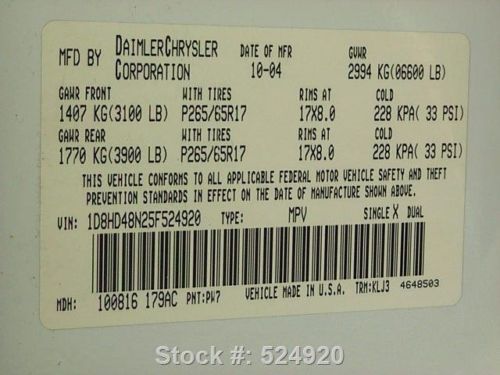 MFD BY DAIMLERCHRYSLER CORPORATION DATE OF MFR 10-04 GVWR 2994 KG(06600 LB)
GAWR FRONT WITH TIRES RIMS AT COLD
1407 KG(3100 LB) P265/65R17 17X8.0 228 KPA( 33 PSI)
GAWR REAR WITH TIRES RIMS AT COLD
1770 KG(3900 LB) P265/65R17 17X8.0 228 KPA( 33 PSI)
THIS VEHICLE CONFORMS TO ALL APPLICABLE FEDERAL MOTOR VEHICLE SAFETY AND THEFT
PREVENTION STANDARDS IN EFFECT ON THE DATE OF MANUFACTURE SHOWN ABOVE.
VIN: 1D8HD48N25F524920 TYPE: MPV SINGLE X DUAL
MDH: 100816 179AC PNT:PW7 VEHICLE MADE IN U.S.A. TRM:KLJ3 4648503
Stock #: 524920